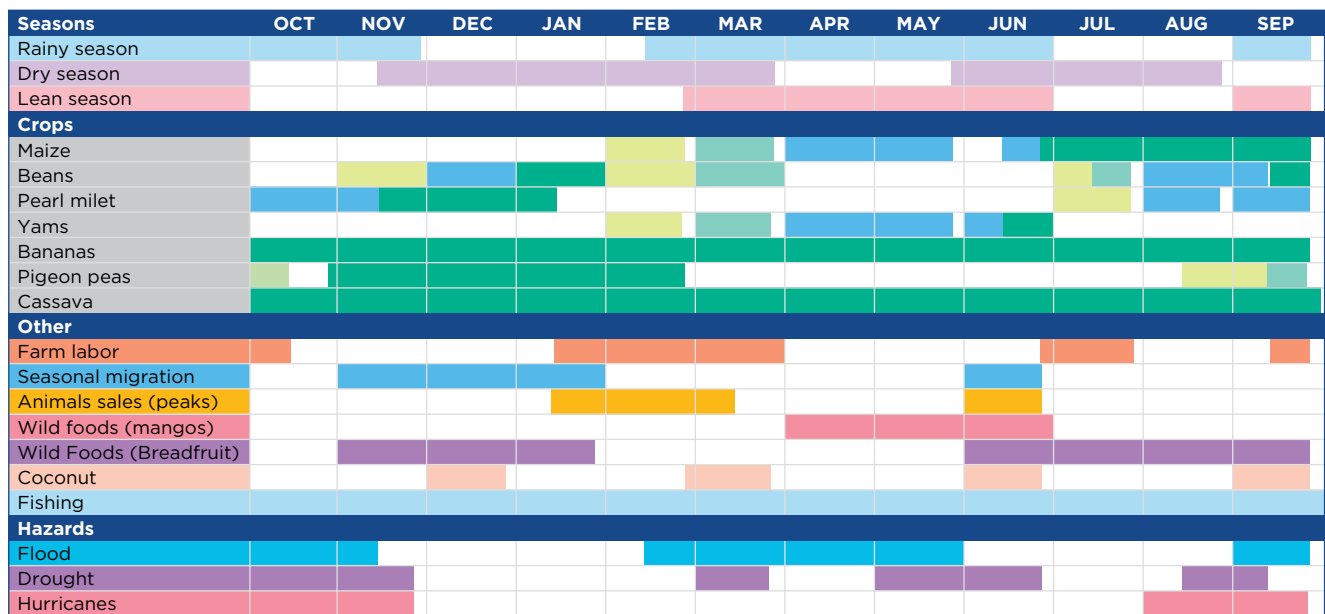 Seasons OCT NOV DEC JAN FEB MAR APR MAY JUN JUL AUG SEP
Rainy season
Dry season
Lean season
Crops
Maize
Beans
Pearl milet
Yams
Bananas
Pigeon peas
Cassava
Other
Farm labor
Seasonal migration
Animals sales (peaks)
Wild foods (mangos)
Wild Foods (Breadfruit)
Coconut
Fishing
Hazards
Flood
Drought
Hurricanes